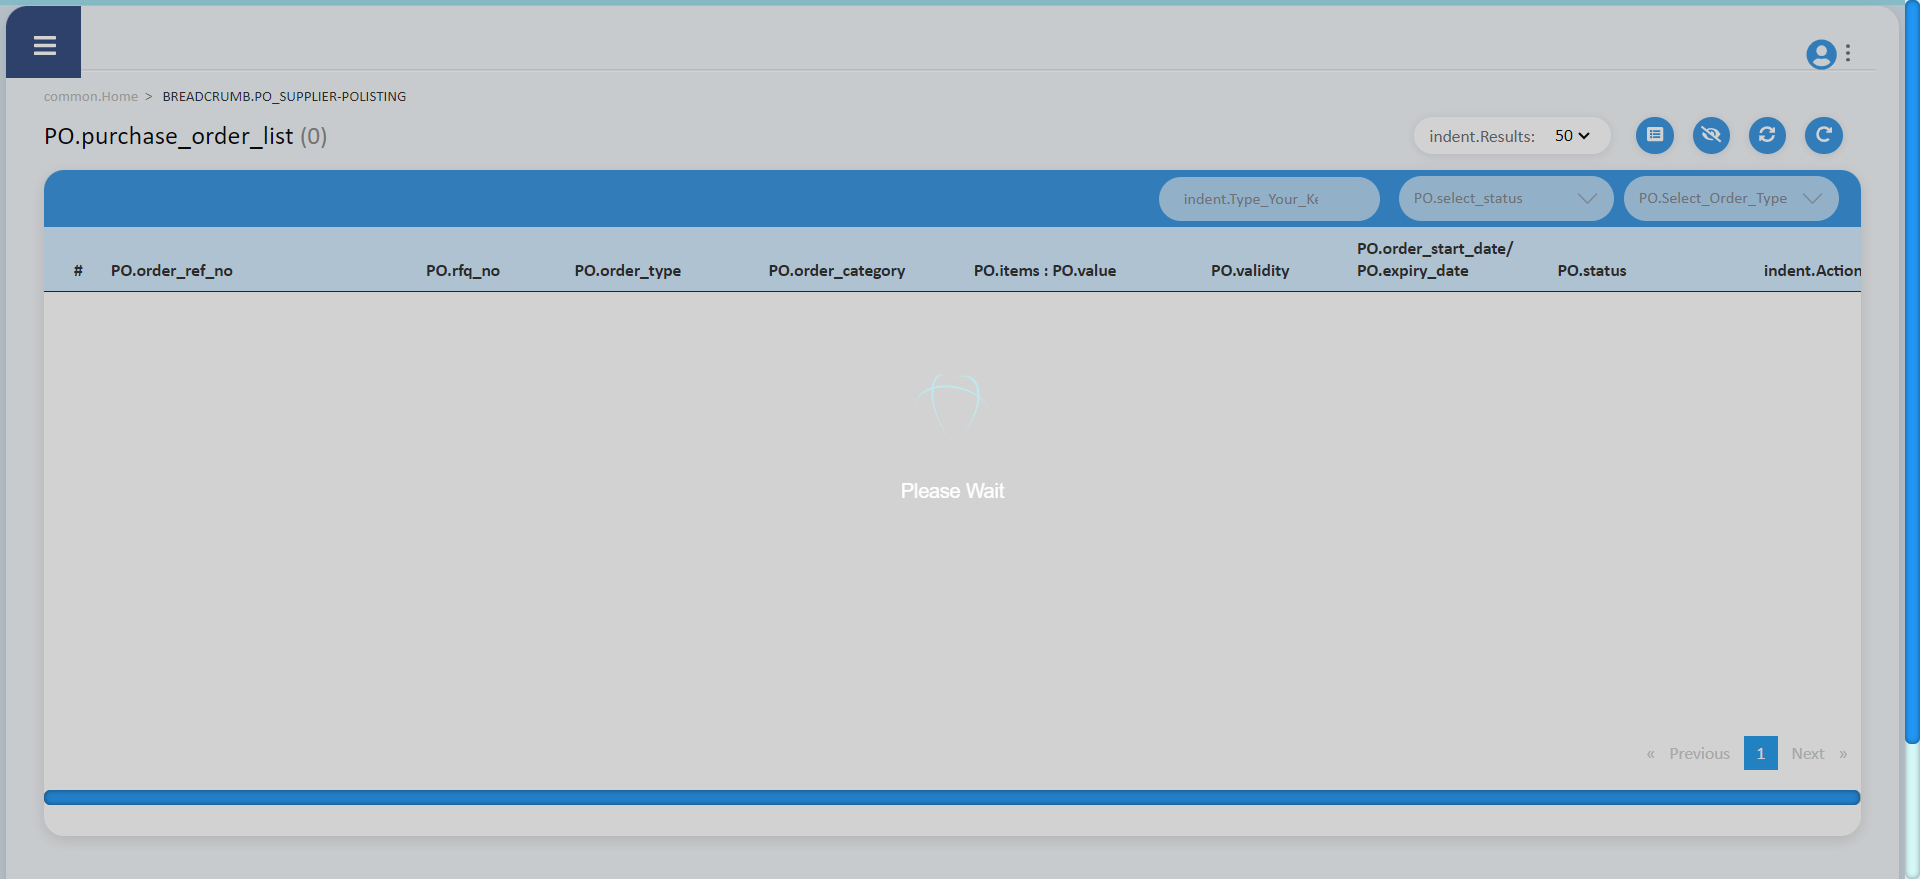 common.Home > BREADCRUMB.PO_SUPPLIER-POLISTING
PO.purchase_order_list (0)
indent.Results: 50
indent.Type_Your_Ke
PO.select_status
PO.Select_Order_Type
# PO.order_ref_no PO.rfq_no PO.order_type PO.order_category PO.items : PO.value PO.validity PO.order_start_date/
PO.expiry_date PO.status indent.Action
Please Wait
« Previous 1 Next »